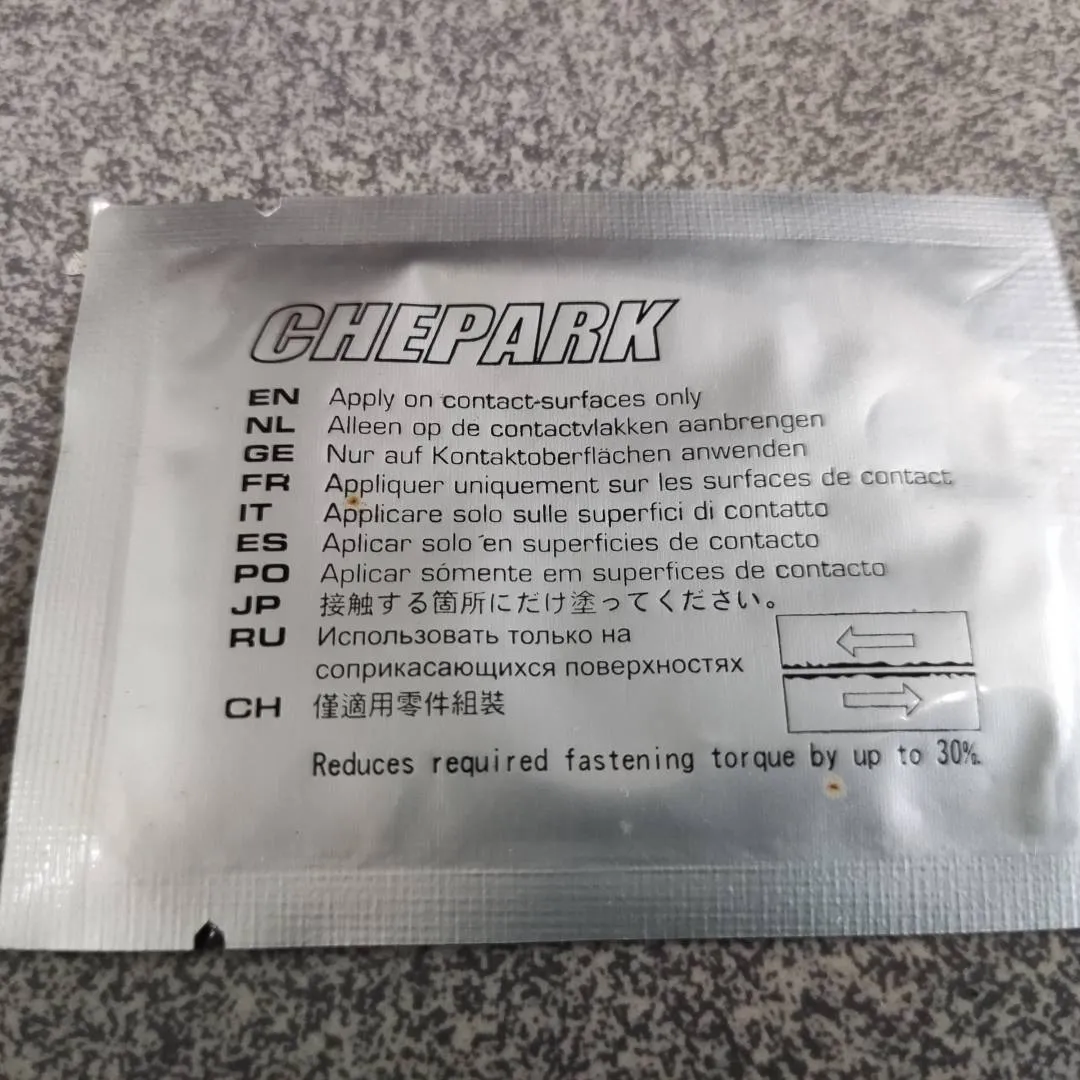 CHEPARK
EN Apply on contact-surfaces only
NL Alleen op de contactvlakken aanbrengen
GE Nur auf Kontaktoberflächen anwenden
FR Appliquer uniquement sur les surfaces de contact
IT Applicare solo sulle superfici di contatto
ES Aplicar solo en superficies de contacto
PO Aplicar sómente em superfices de contacto
JP 接触する箇所にだけ塗ってください。
RU Использовать только на
соприкасающихся поверхностях
CH 僅適用零件組裝
Reduces required fastening torque by up to 30%.